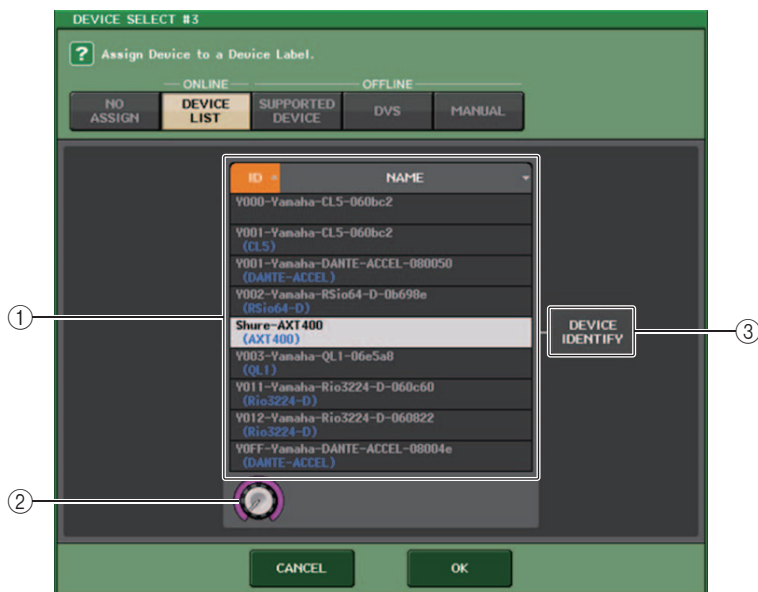 DEVICE SELECT #3
? Assign Device to a Device Label.
ONLINE OFFLINE
NO ASSIGN
DEVICE LIST
SUPPORTED DEVICE
DVS
MANUAL
ID NAME
Y000-Yamaha-CL5-060bc2
Y001-Yamaha-CL5-060bc2
(CL5)
Y001-Yamaha-DANTE-ACCEL-080050
(DANTE-ACCEL)
Y002-Yamaha-RSio64-D-0b698e
(RSio64-D)
Shure-AXT400
(AXT400)
Y003-Yamaha-QL1-06e5a8
(QL1)
Y011-Yamaha-Rio3224-D-060c60
(Rio3224-D)
Y012-Yamaha-Rio3224-D-060822
(Rio3224-D)
Y0FF-Yamaha-DANTE-ACCEL-08004e
(DANTE-ACCEL)
DEVICE IDENTIFY
①
③
②
CANCEL
OK